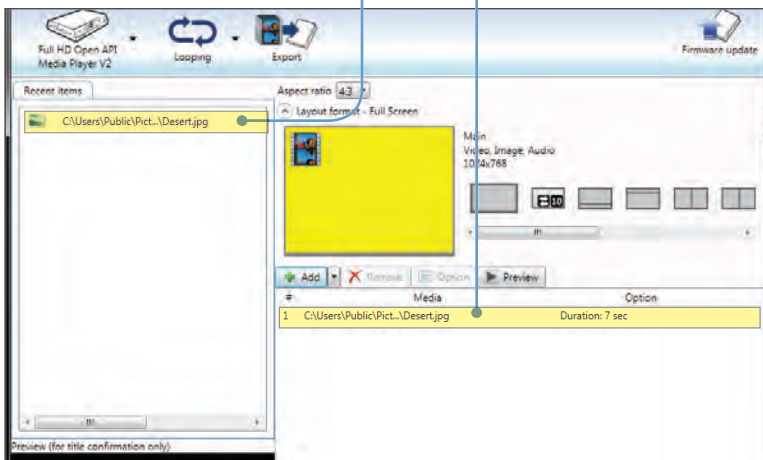 Full HD Open API
Media Player V2
Looping
Export
Firmware update
Recent items
C:\Users\Public\Pict...\Desert.jpg
Aspect ratio 4:3
Layout format - Full Screen
Main
Video, Image, Audio
1024x768
10
Add
Remove
Option
Preview
# Media Option
1 C:\Users\Public\Pict...\Desert.jpg Duration: 7 sec
Preview (for title confirmation only)